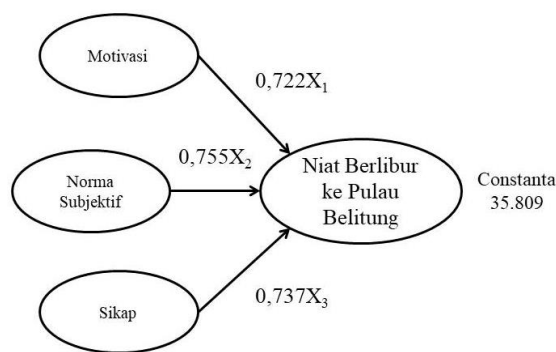 Motivasi
0,722X₁
0,755X₂
Norma
Subjektif
Niat Berlibur
ke Pulau
Belitung
Constanta
35.809
0,737X₃
Sikap